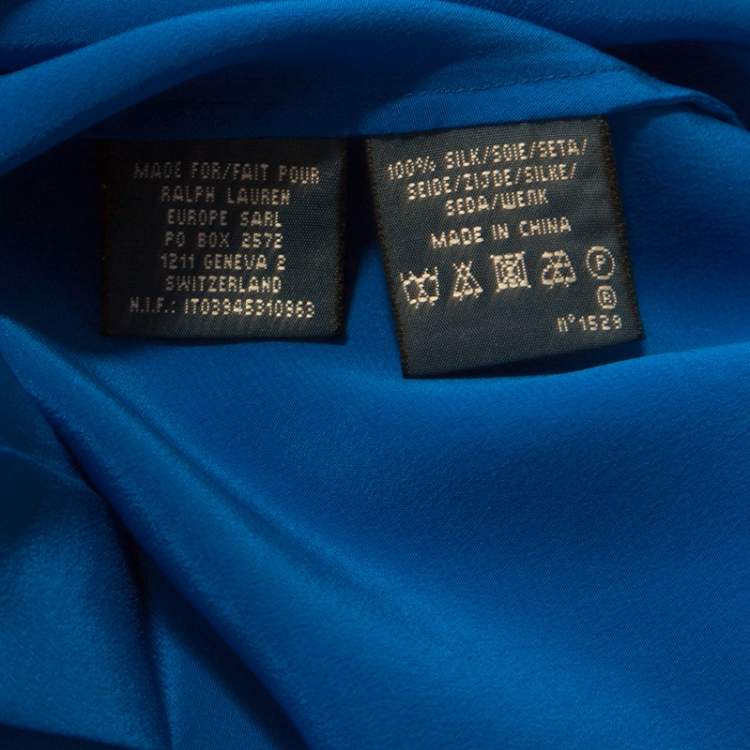 MADE FOR/FAIT POUR
RALPH LAUREN
EUROPE SARL
PO BOX 2572
1211 GENEVA 2
SWITZERLAND
N.I.F.: IT03945310963
100% SILK/SOIE/SETA/
SEIDE/ZIJDE/SILKE/
SEDA/ШЕЛК
MADE IN CHINA
P
R
n°1529